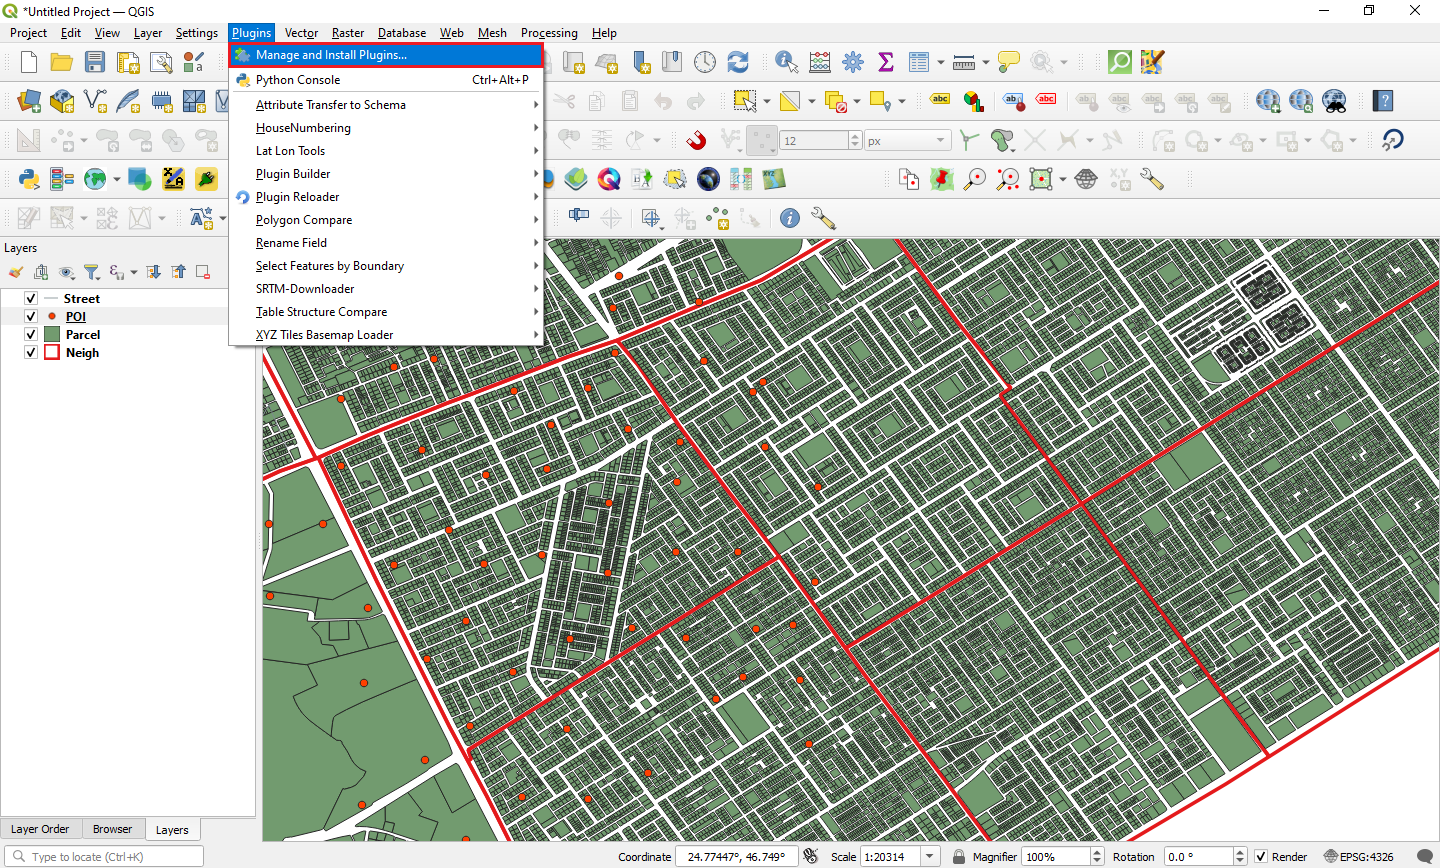 *Untitled Project — QGIS
Project Edit View Layer Settings Plugins Vector Raster Database Web Mesh Processing Help
Manage and Install Plugins...
Python Console Ctrl+Alt+P
Attribute Transfer to Schema
HouseNumbering
Lat Lon Tools
Plugin Builder
Plugin Reloader
Polygon Compare
Rename Field
Select Features by Boundary
SRTM-Downloader
Table Structure Compare
XYZ Tiles Basemap Loader
abc
ab
abc
12 px
XYZ
X,Y
Layers
Street
POI
Parcel
Neigh
Layer Order Browser Layers
Type to locate (Ctrl+K) Coordinate 24.77447°, 46.749° Scale 1:20314 Magnifier 100% Rotation 0.0 ° Render EPSG:4326